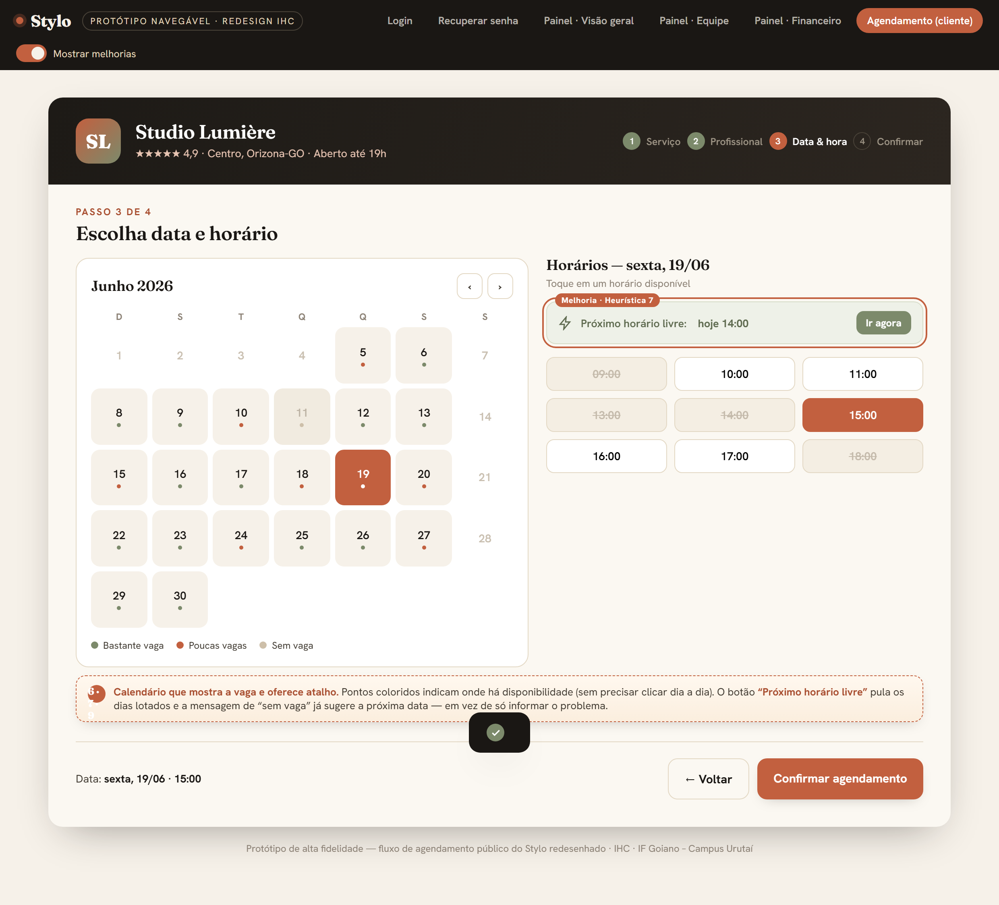 Stylo
PROTÓTIPO NAVEGÁVEL · REDESIGN IHC
Login
Recuperar senha
Painel · Visão geral
Painel · Equipe
Painel · Financeiro
Agendamento (cliente)
Mostrar melhorias
SL
Studio Lumière
★★★★★ 4,9 · Centro, Orizona-GO · Aberto até 19h
1 Serviço 2 Profissional 3 Data & hora 4 Confirmar
PASSO 3 DE 4
Escolha data e horário
Junho 2026
‹ ›
D S T Q Q S S
1 2 3 4 5 6 7
8 9 10 11 12 13 14
15 16 17 18 19 20 21
22 23 24 25 26 27 28
29 30
Bastante vaga Poucas vagas Sem vaga
Horários — sexta, 19/06
Toque em um horário disponível
Melhoria · Heurística 7
Próximo horário livre: hoje 14:00
Ir agora
09:00 10:00 11:00
13:00 14:00 15:00
16:00 17:00 18:00
6·
7·
9
Calendário que mostra a vaga e oferece atalho. Pontos coloridos indicam onde há disponibilidade (sem precisar clicar dia a dia). O botão “Próximo horário livre” pula os
dias lotados e a mensagem de “sem vaga” já sugere a próxima data — em vez de só informar o problema.
Data: sexta, 19/06 · 15:00
← Voltar
Confirmar agendamento
Protótipo de alta fidelidade — fluxo de agendamento público do Stylo redesenhado · IHC · IF Goiano – Campus Urutaí